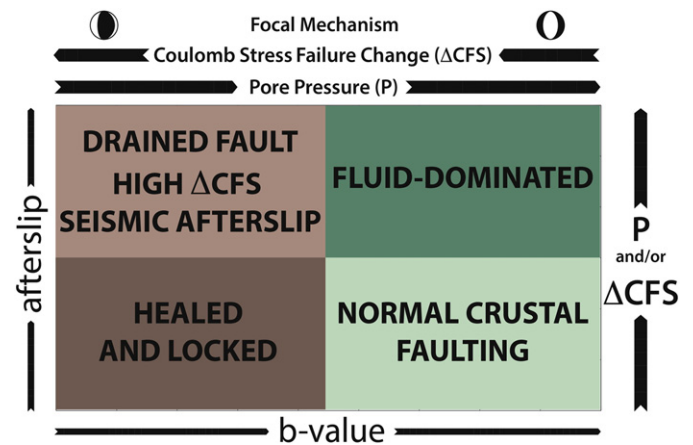 Focal Mechanism
Coulomb Stress Failure Change (ΔCFS)
Pore Pressure (P)
DRAINED FAULT
HIGH ΔCFS
SEISMIC AFTERSLIP
FLUID-DOMINATED
HEALED
AND LOCKED
NORMAL CRUSTAL
FAULTING
afterslip
P
and/or
ΔCFS
b-value